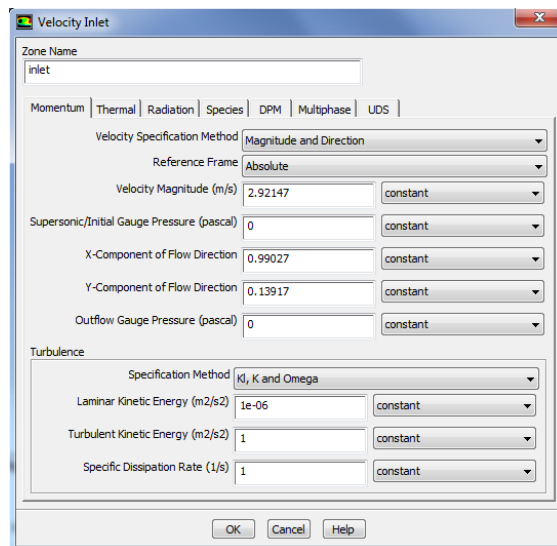 Velocity Inlet
Zone Name
inlet
Momentum Thermal Radiation Species DPM Multiphase UDS
Velocity Specification Method Magnitude and Direction
Reference Frame Absolute
Velocity Magnitude (m/s) 2.92147 constant
Supersonic/Initial Gauge Pressure (pascal) 0 constant
X-Component of Flow Direction 0.99027 constant
Y-Component of Flow Direction 0.13917 constant
Outflow Gauge Pressure (pascal) 0 constant
Turbulence
Specification Method Kl, K and Omega
Laminar Kinetic Energy (m2/s2) 1e-06 constant
Turbulent Kinetic Energy (m2/s2) 1 constant
Specific Dissipation Rate (1/s) 1 constant
OK Cancel Help